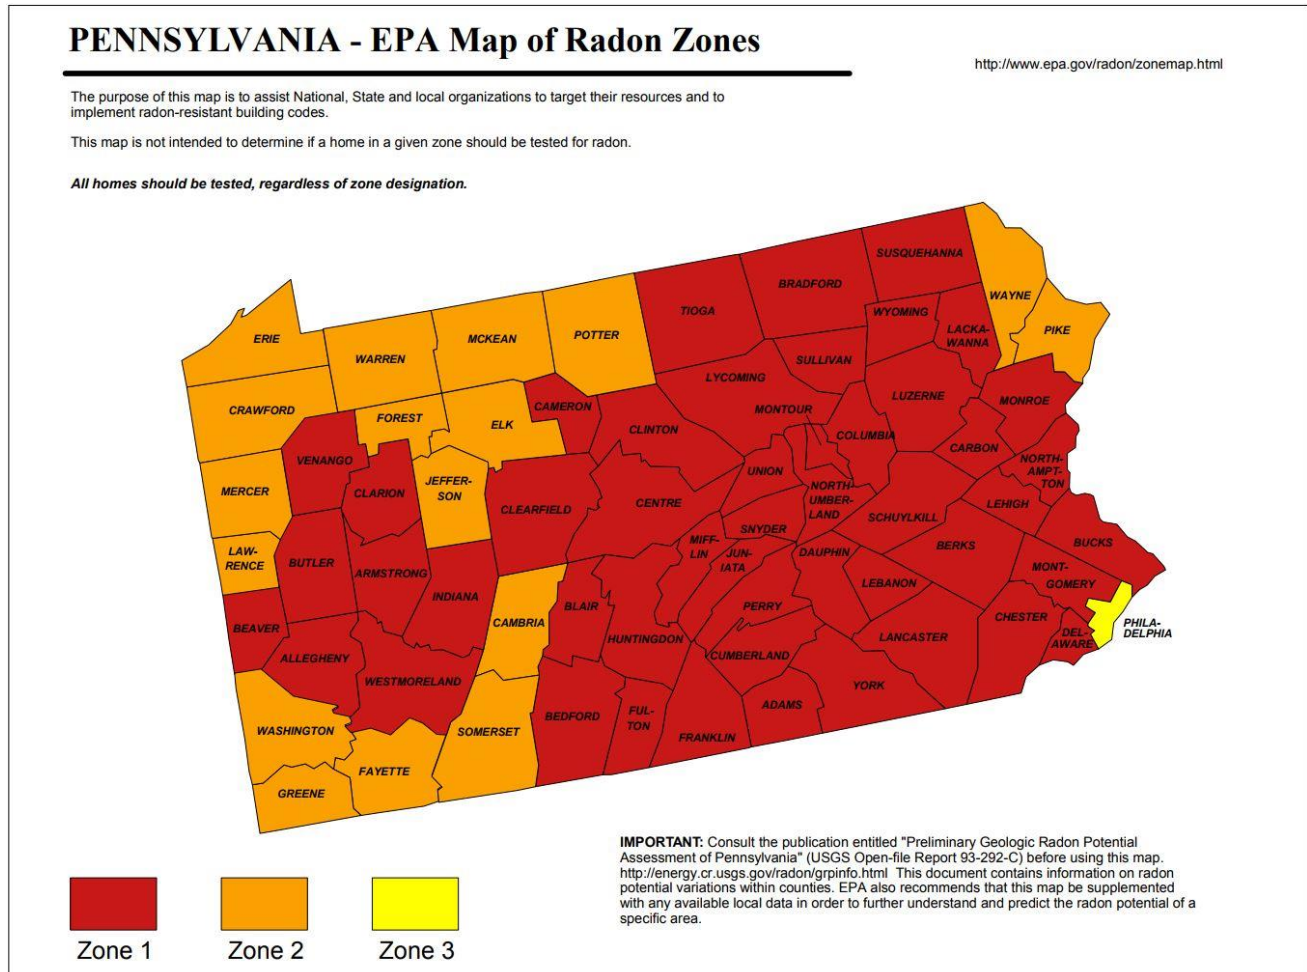 PENNSYLVANIA - EPA Map of Radon Zones
http://www.epa.gov/radon/zonemap.html
The purpose of this map is to assist National, State and local organizations to target their resources and to
implement radon-resistant building codes.
This map is not intended to determine if a home in a given zone should be tested for radon.
All homes should be tested, regardless of zone designation.
SUSQUEHANNA
BRADFORD
WAYNE
TIOGA
WYOMING
PIKE
LACKA-
WANNA
ERIE
WARREN
MCKEAN
POTTER
SULLIVAN
LYCOMING
LUZERNE
MONROE
CRAWFORD
FOREST
ELK
CAMERON
CLINTON
MONTOUR
COLUMBIA
CARBON
VENANGO
CLARION
JEFFER-
SON
CLEARFIELD
CENTRE
UNION
NORTH-
UMBER-
LAND
NORTH-
AMPT-
TON
MERCER
LEHIGH
SCHUYLKILL
SNYDER
LAW-
RENCE
BUTLER
ARMSTRONG
INDIANA
MIFF-
LIN
JUN-
IATA
DAUPHIN
BERKS
BUCKS
MONT-
GOMERY
LEBANON
BEAVER
ALLEGHENY
CAMBRIA
BLAIR
HUNTINGDON
PERRY
CUMBERLAND
LANCASTER
CHESTER
DEL-
AWARE
PHILA-
DELPHIA
WESTMORELAND
WASHINGTON
SOMERSET
BEDFORD
FUL-
TON
FRANKLIN
ADAMS
YORK
FAYETTE
GREENE
IMPORTANT: Consult the publication entitled "Preliminary Geologic Radon Potential
Assessment of Pennsylvania" (USGS Open-file Report 93-292-C) before using this map.
http://energy.cr.usgs.gov/radon/grpinfo.html This document contains information on radon
potential variations within counties. EPA also recommends that this map be supplemented
with any available local data in order to further understand and predict the radon potential of a
specific area.
Zone 1
Zone 2
Zone 3